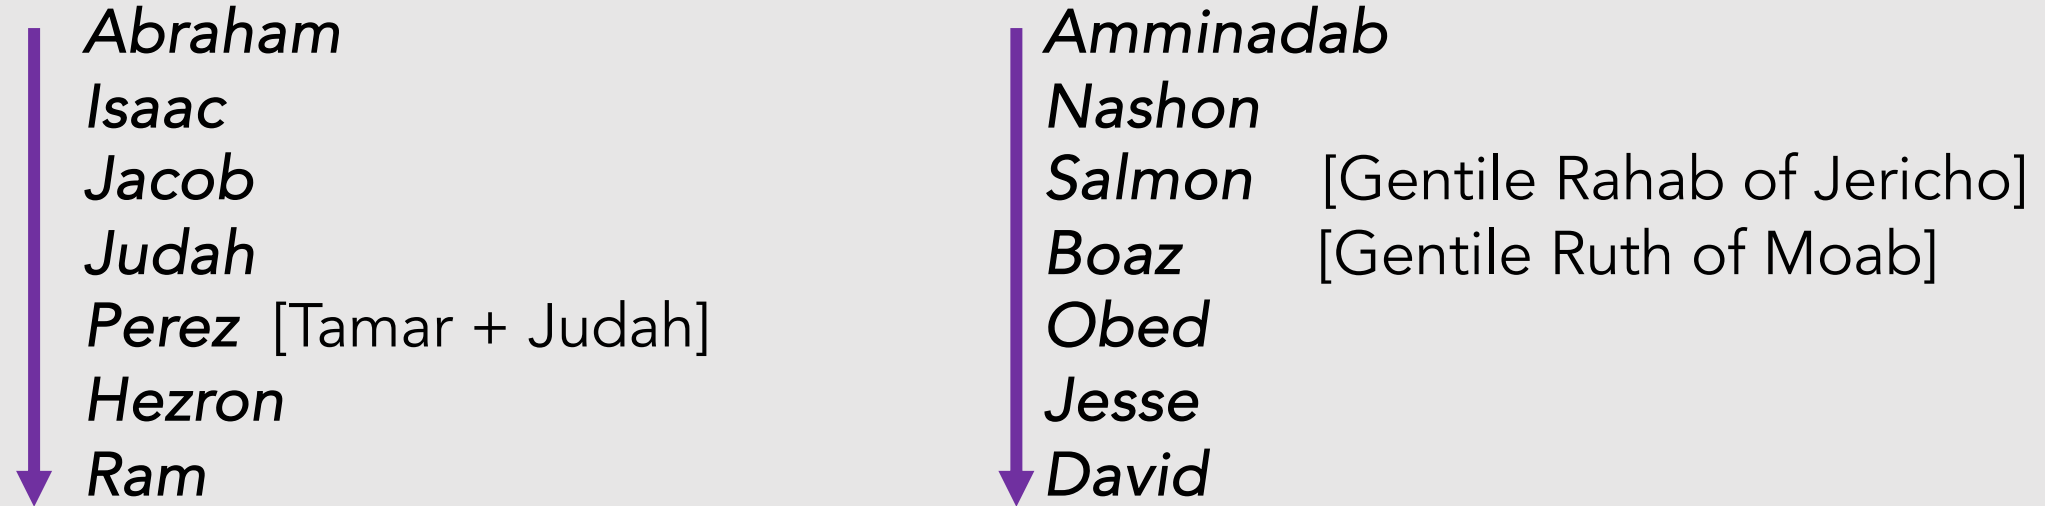 Abraham
Isaac
Jacob
Judah
Perez [Tamar + Judah]
Hezron
Ram
Amminadab
Nashon
Salmon [Gentile Rahab of Jericho]
Boaz [Gentile Ruth of Moab]
Obed
Jesse
David